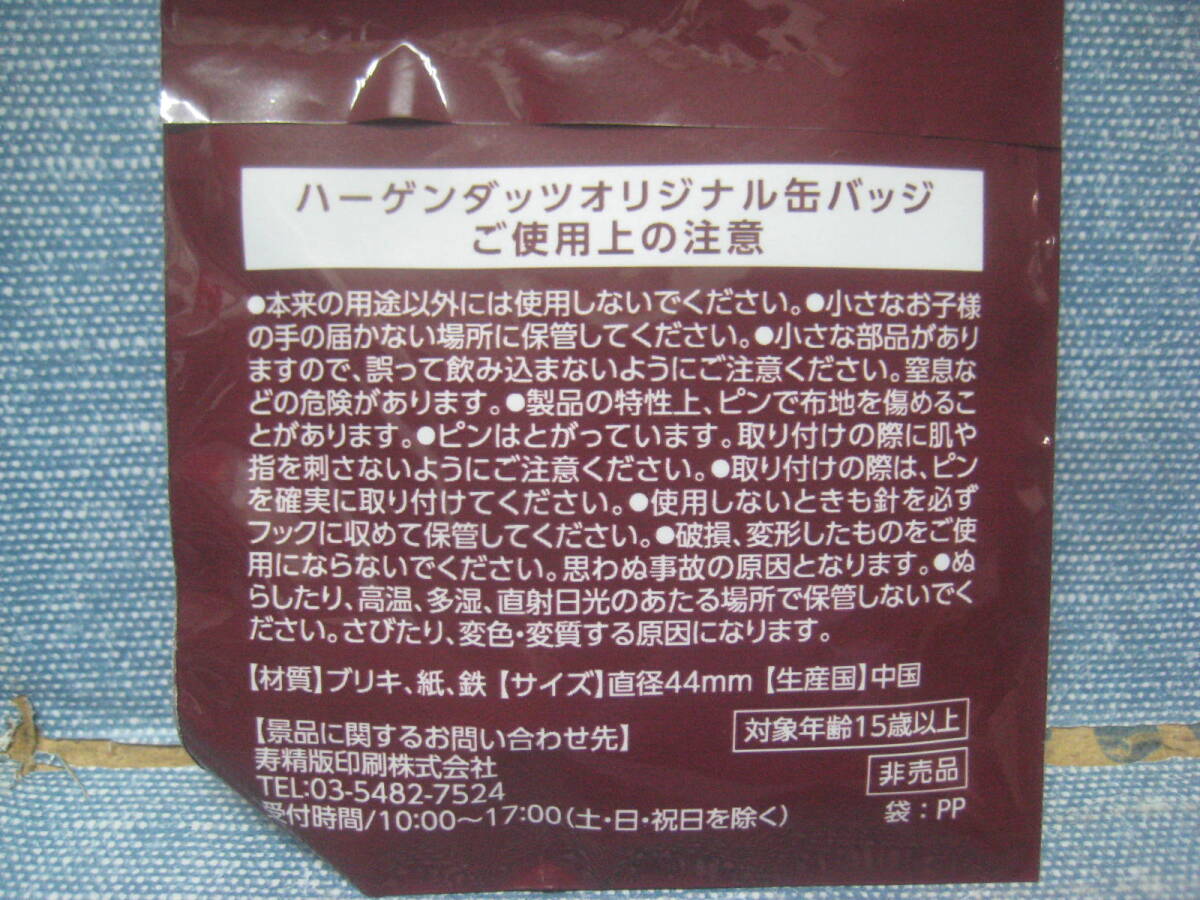 ハーゲンダッツオリジナル缶バッジ
ご使用上の注意
●本来の用途以外には使用しないでください。●小さなお子様
の手の届かない場所に保管してください。●小さな部品があり
ますので、誤って飲み込まないようにご注意ください。窒息な
どの危険があります。●製品の特性上、ピンで布地を傷めるこ
とがあります。●ピンはとがっています。取り付けの際に肌や
指を刺さないようにご注意ください。●取り付けの際は、ピン
を確実に取り付けてください。●使用しないときも針を必ず
フックに収めて保管してください。●破損、変形したものをご使
用にならないでください。思わぬ事故の原因となります。●ぬ
らしたり、高温、多湿、直射日光のあたる場所で保管しないでく
ださい。さびたり、変色・変質する原因になります。
【材質】ブリキ、紙、鉄【サイズ】直径44mm【生産国】中国
【景品に関するお問い合わせ先】
寿精版印刷株式会社
TEL:03-5482-7524
受付時間/10:00～17:00(土・日・祝日を除く)
対象年齢15歳以上
非売品
袋：PP